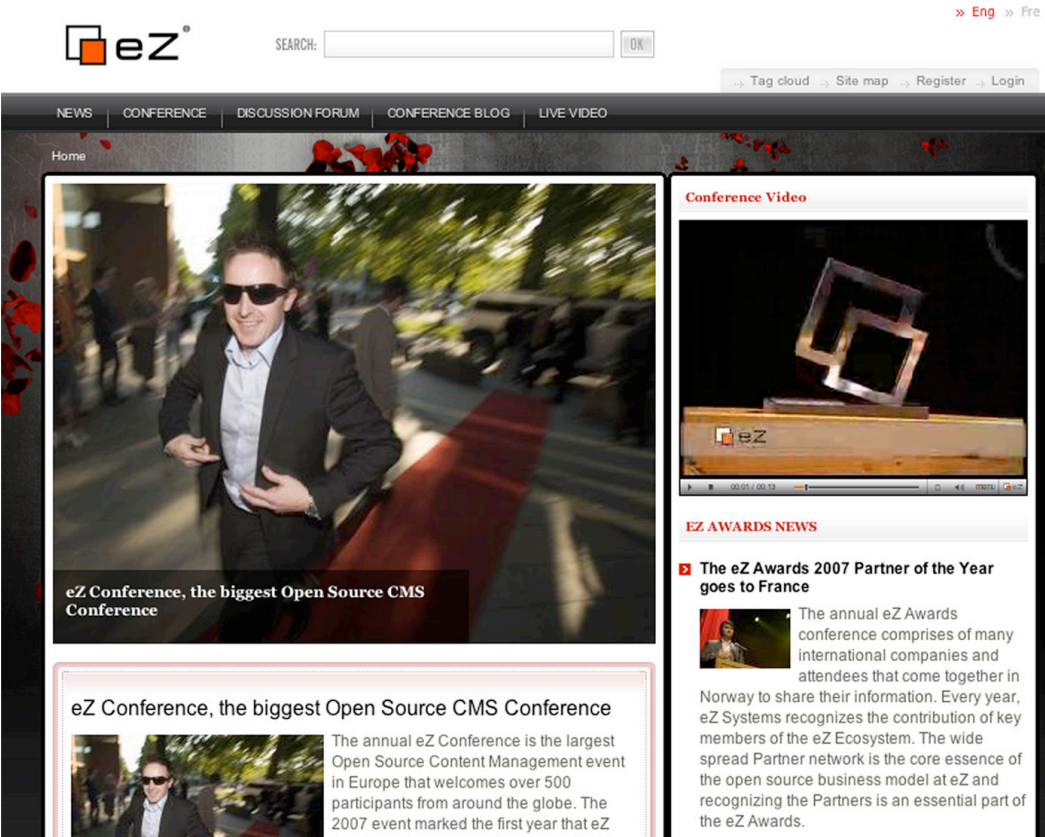 » Eng » Fre
eZ®
SEARCH:
OK
Tag cloud Site map Register Login
NEWS CONFERENCE DISCUSSION FORUM CONFERENCE BLOG LIVE VIDEO
Home
eZ Conference, the biggest Open Source CMS
Conference
eZ Conference, the biggest Open Source CMS Conference
The annual eZ Conference is the largest
Open Source Content Management event
in Europe that welcomes over 500
participants from around the globe. The
2007 event marked the first year that eZ
Conference Video
eZ
00:01 / 00:13
menu eZ
EZ AWARDS NEWS
The eZ Awards 2007 Partner of the Year
goes to France
The annual eZ Awards
conference comprises of many
international companies and
attendees that come together in
Norway to share their information. Every year,
eZ Systems recognizes the contribution of key
members of the eZ Ecosystem. The wide
spread Partner network is the core essence of
the open source business model at eZ and
recognizing the Partners is an essential part of
the eZ Awards.